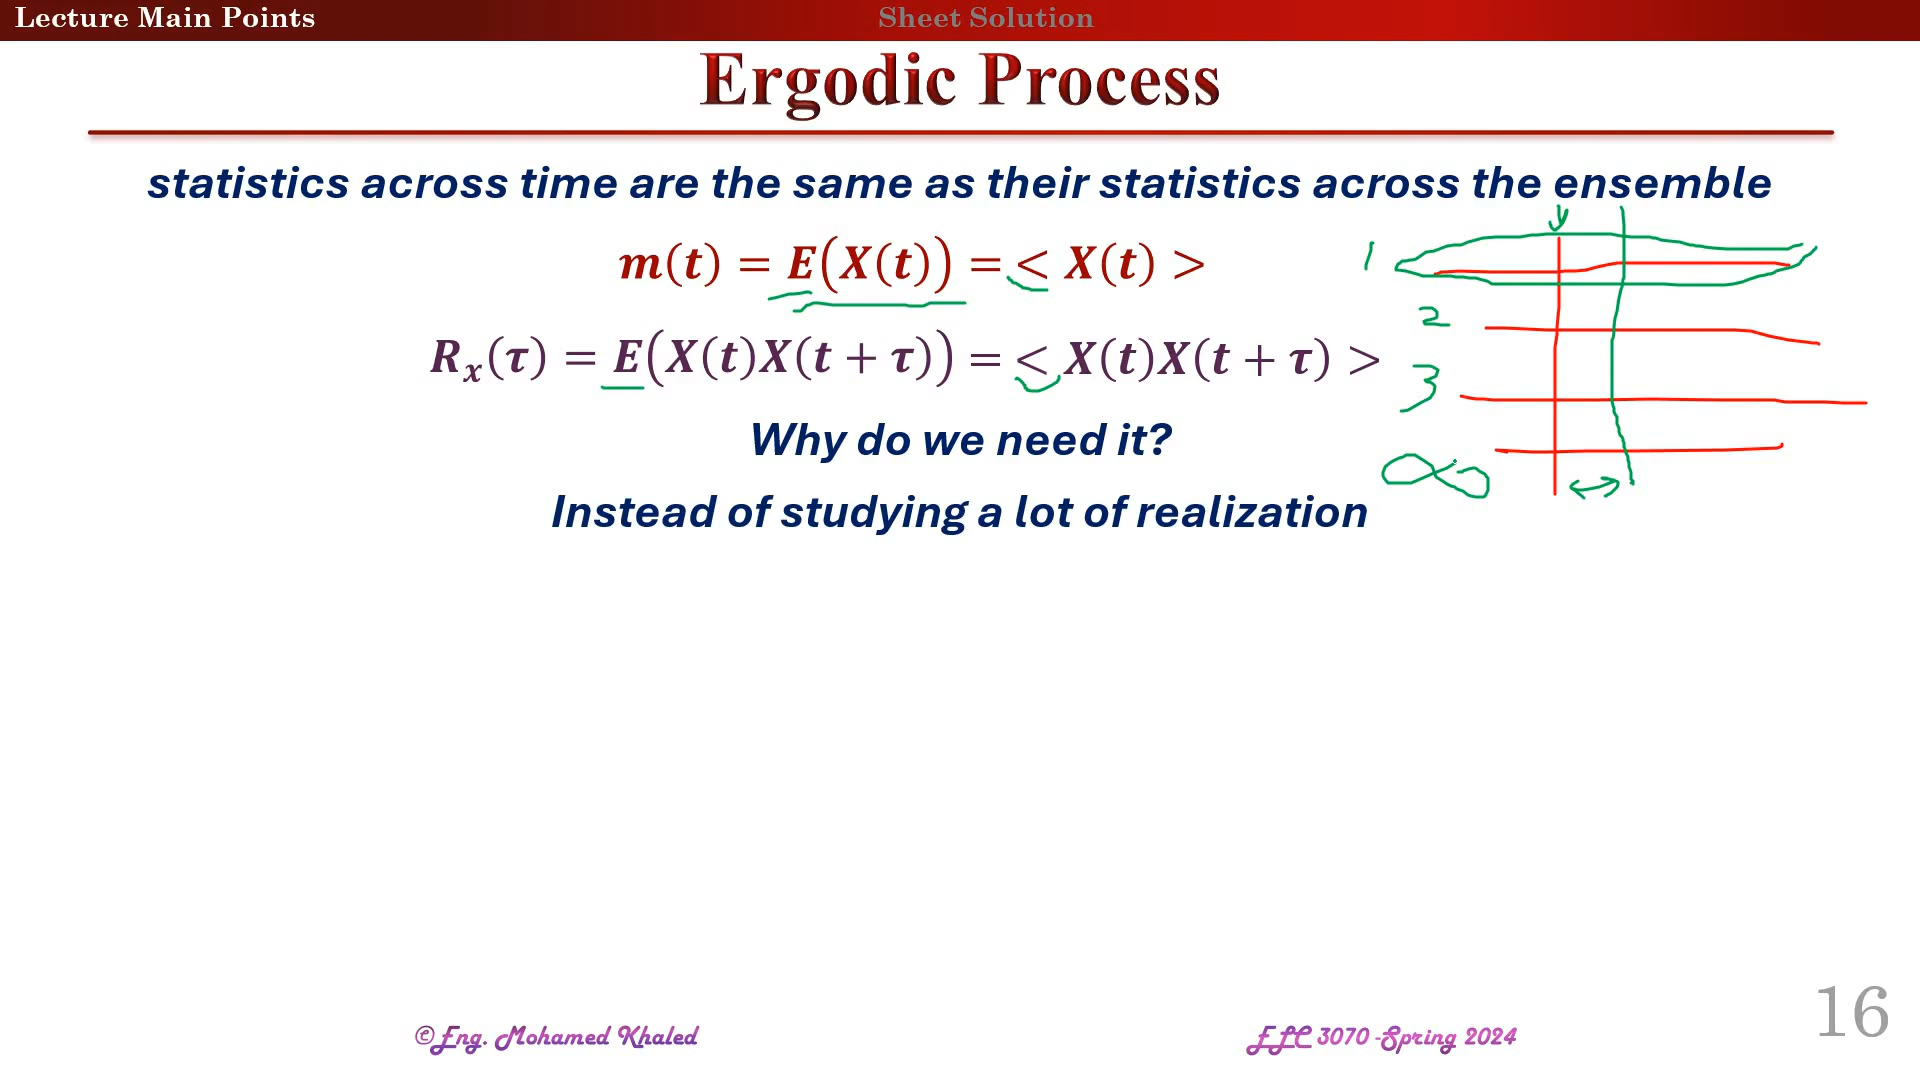 Lecture Main Points
Sheet Solution
Ergodic Process
statistics across time are the same as their statistics across the ensemble
m(t) = E(X(t)) = < X(t) >
1
2
Rₓ(τ) = E(X(t)X(t + τ)) = < X(t)X(t + τ) >
3
Why do we need it?
∞
Instead of studying a lot of realization
©Eng. Mohamed Khaled
ELC 3070 -Spring 2024
16